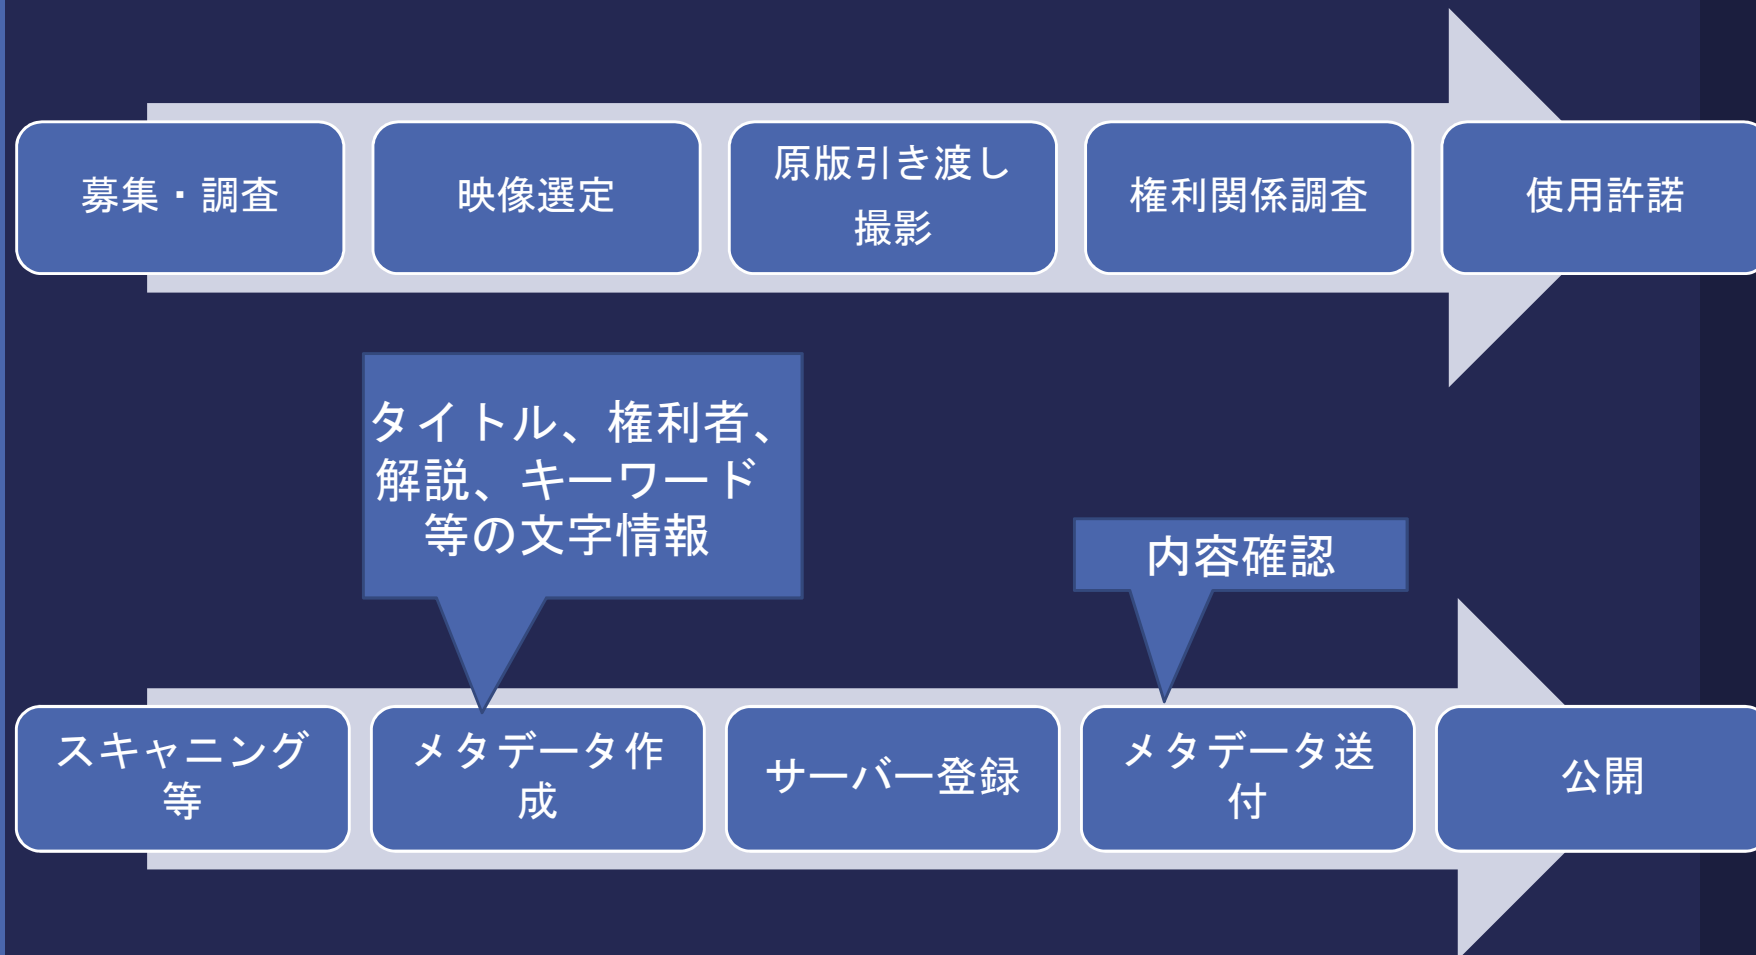 募集・調査
映像選定
原版引き渡し
撮影
権利関係調査
使用許諾
タイトル、権利者、
解説、キーワード
等の文字情報
内容確認
スキャニング
等
メタデータ作
成
サーバー登録
メタデータ送
付
公開